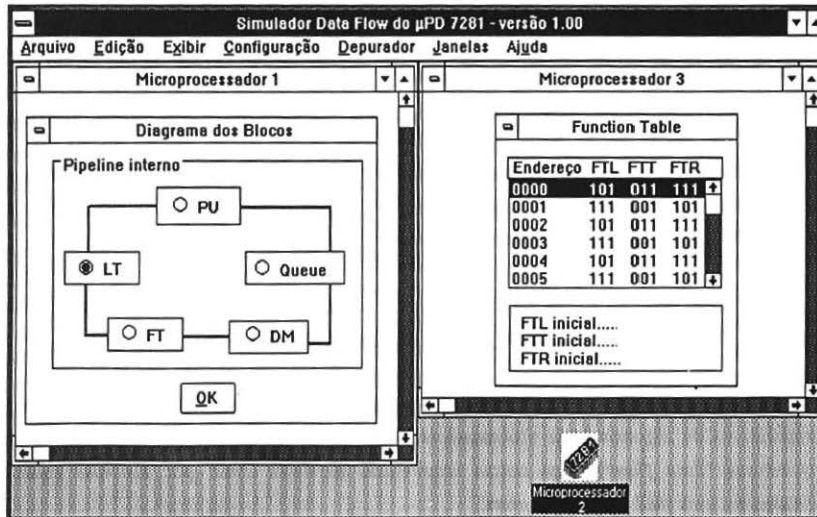 Simulador Data Flow do µPD 7281 - versão 1.00
Arquivo Edição Exibir Configuração Depurador Janelas Ajuda
Microprocessador 1
Diagrama dos Blocos
Pipeline interno
PU
LT
Queue
FT
DM
OK
Microprocessador 3
Function Table
Endereço FTL FTT FTR
0000 101 011 111
0001 111 001 101
0002 101 011 111
0003 111 001 101
0004 101 011 111
0005 111 001 101
FTL inicial.....
FTT inicial.....
FTR inicial.....
7281
Microprocessador
2